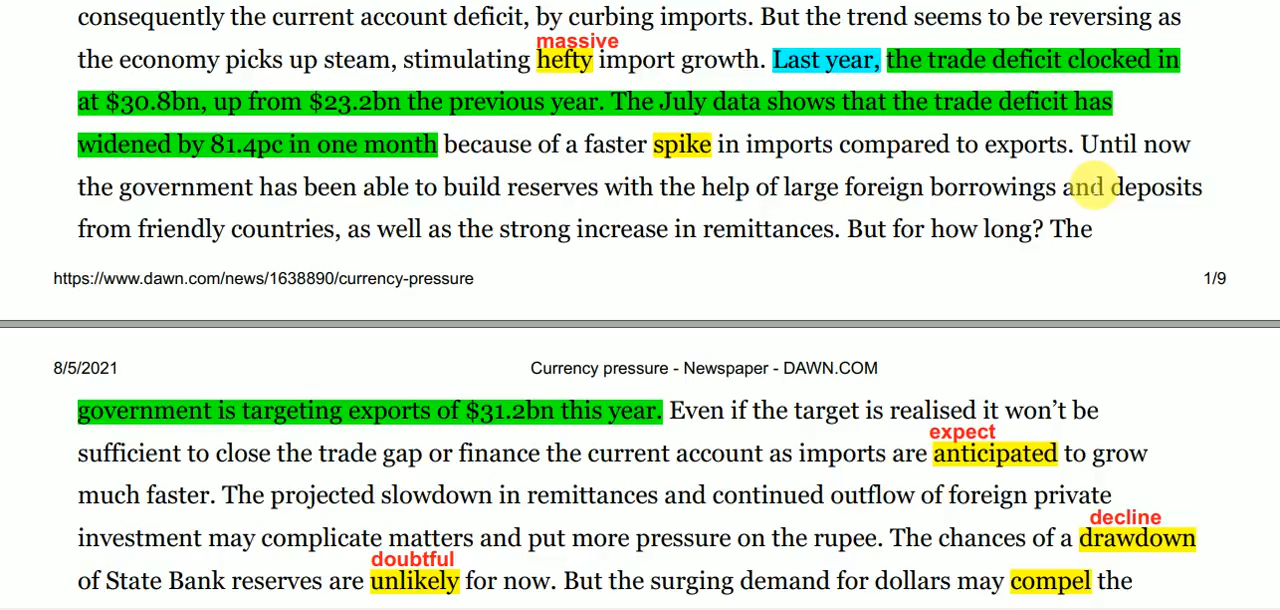 consequently the current account deficit, by curbing imports. But the trend seems to be reversing as
massive
the economy picks up steam, stimulating hefty import growth. Last year, the trade deficit clocked in
at $30.8bn, up from $23.2bn the previous year. The July data shows that the trade deficit has
widened by 81.4pc in one month because of a faster spike in imports compared to exports. Until now
the government has been able to build reserves with the help of large foreign borrowings and deposits
from friendly countries, as well as the strong increase in remittances. But for how long? The
https://www.dawn.com/news/1638890/currency-pressure 1/9
8/5/2021 Currency pressure - Newspaper - DAWN.COM
government is targeting exports of $31.2bn this year. Even if the target is realised it won’t be
expect
sufficient to close the trade gap or finance the current account as imports are anticipated to grow
much faster. The projected slowdown in remittances and continued outflow of foreign private
decline
investment may complicate matters and put more pressure on the rupee. The chances of a drawdown
doubtful
of State Bank reserves are unlikely for now. But the surging demand for dollars may compel the